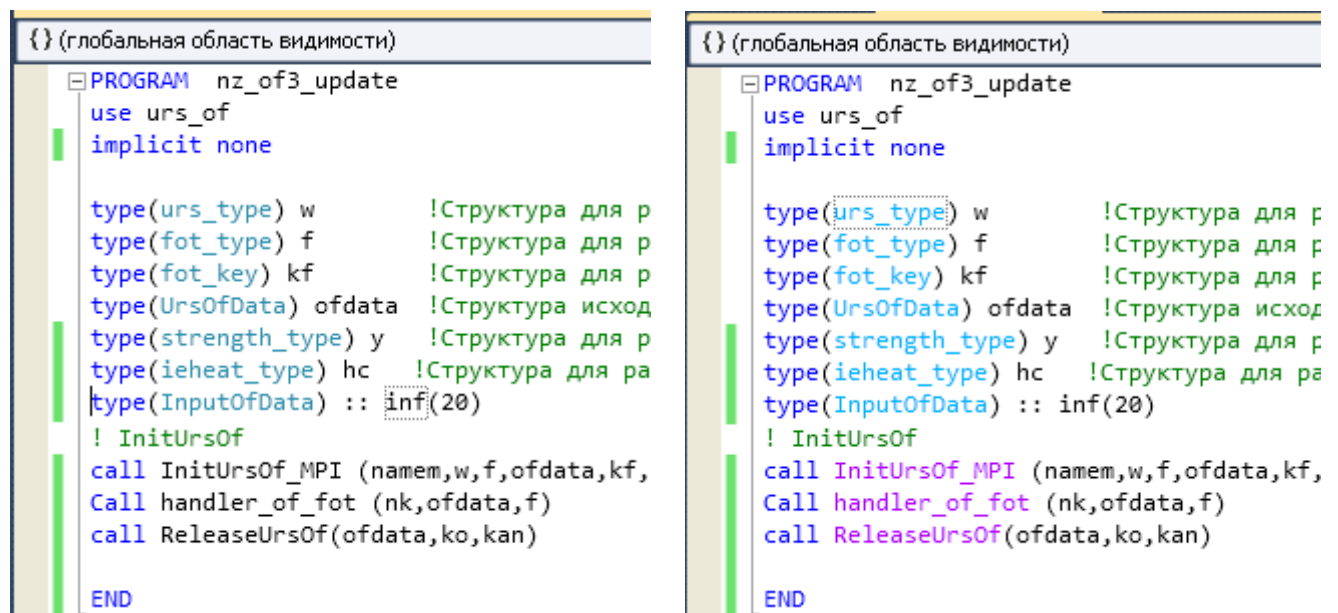 {} (глобальная область видимости)
PROGRAM nz_of3_update
use urs_of
implicit none
type(urs_type) w !Структура для р
type(fot_type) f !Структура для р
type(fot_key) kf !Структура для р
type(UrsOfData) ofdata !Структура исход
type(strength_type) y !Структура для р
type(ieheat_type) hc !Структура для ра
type(InputOfData) :: inf(20)
! InitUrsOf
call InitUrsOf_MPI (namem,w,f,ofdata,kf,
Call handler_of_fot (nk,ofdata,f)
call ReleaseUrsOf(ofdata,ko,kan)
END
{} (глобальная область видимости)
PROGRAM nz_of3_update
use urs_of
implicit none
type(urs_type) w !Структура для р
type(fot_type) f !Структура для р
type(fot_key) kf !Структура для р
type(UrsOfData) ofdata !Структура исход
type(strength_type) y !Структура для р
type(ieheat_type) hc !Структура для ра
type(InputOfData) :: inf(20)
! InitUrsOf
call InitUrsOf_MPI (namem,w,f,ofdata,kf,
Call handler_of_fot (nk,ofdata,f)
call ReleaseUrsOf(ofdata,ko,kan)
END